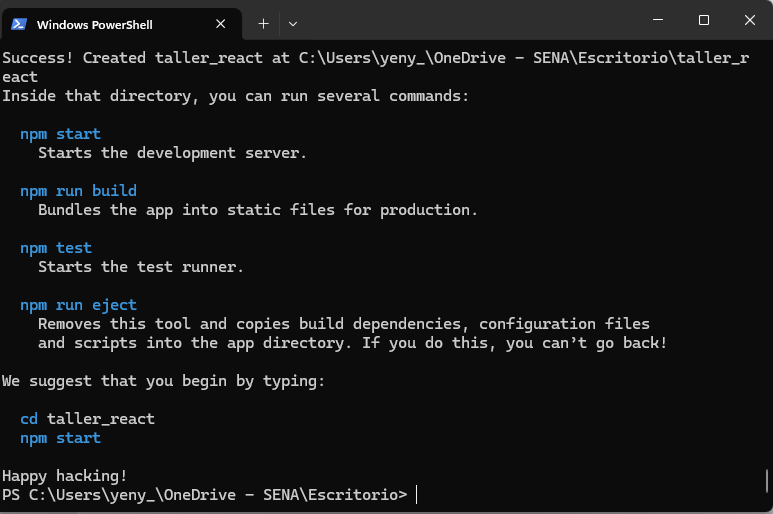 Windows PowerShell
Success! Created taller_react at C:\Users\yeny_\OneDrive - SENA\Escritorio\taller_r
eact
Inside that directory, you can run several commands:

  npm start
    Starts the development server.

  npm run build
    Bundles the app into static files for production.

  npm test
    Starts the test runner.

  npm run eject
    Removes this tool and copies build dependencies, configuration files
    and scripts into the app directory. If you do this, you can’t go back!

We suggest that you begin by typing:

  cd taller_react
  npm start

Happy hacking!
PS C:\Users\yeny_\OneDrive - SENA\Escritorio>